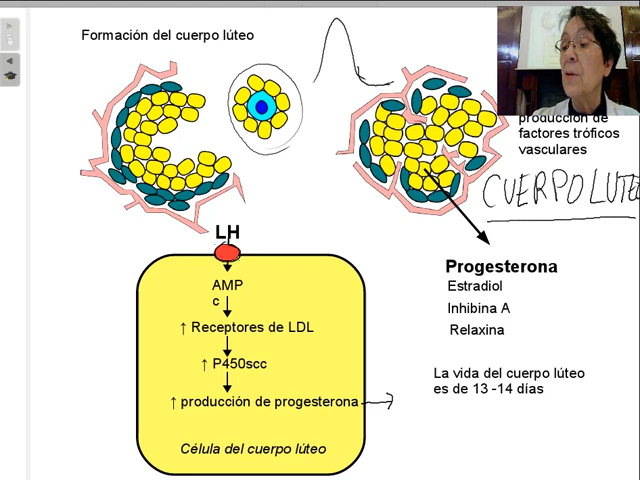 Formación del cuerpo lúteo
producción de
factores tróficos
vasculares
CUERPO LUTEO
LH
AMP
c
↑ Receptores de LDL
↑ P450scc
↑ producción de progesterona
Célula del cuerpo lúteo
Progesterona
Estradiol
Inhibina A
Relaxina
La vida del cuerpo lúteo
es de 13 -14 días